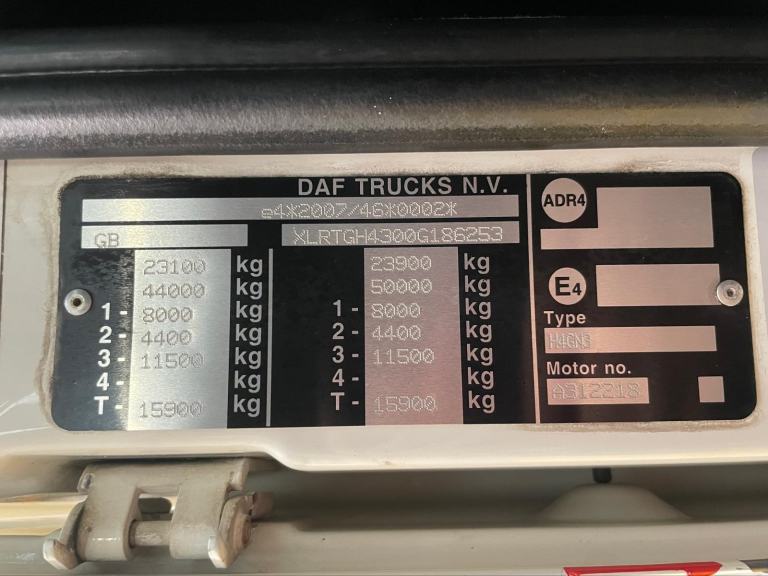 DAF TRUCKS N.V.
e4*2007/46*0002*
GB XLRTGH4300G186253
23100 kg 23900 kg
44000 kg 50000 kg
1 - 8000 kg 1 - 8000 kg
2 - 4400 kg 2 - 4400 kg
3 - 11500 kg 3 - 11500 kg
4 - kg 4 - kg
T - 15900 kg T - 15900 kg
ADR4
E4
Type
H4GN3
Motor no.
A312218